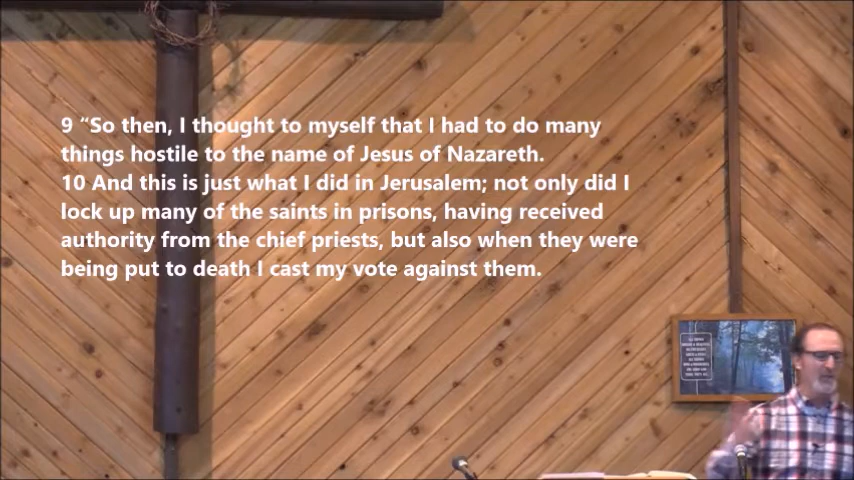 9 “So then, I thought to myself that I had to do many
things hostile to the name of Jesus of Nazareth.
10 And this is just what I did in Jerusalem; not only did I
lock up many of the saints in prisons, having received
authority from the chief priests, but also when they were
being put to death I cast my vote against them.